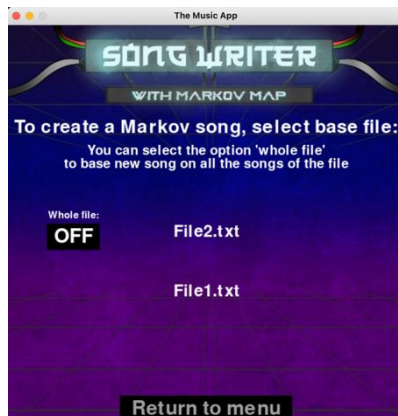 The Music App
SONG WRITER
WITH MARKOV MAP
To create a Markov song, select base file:
You can select the option 'whole file'
to base new song on all the songs of the file
Whole file:
OFF
File2.txt
File1.txt
Return to menu